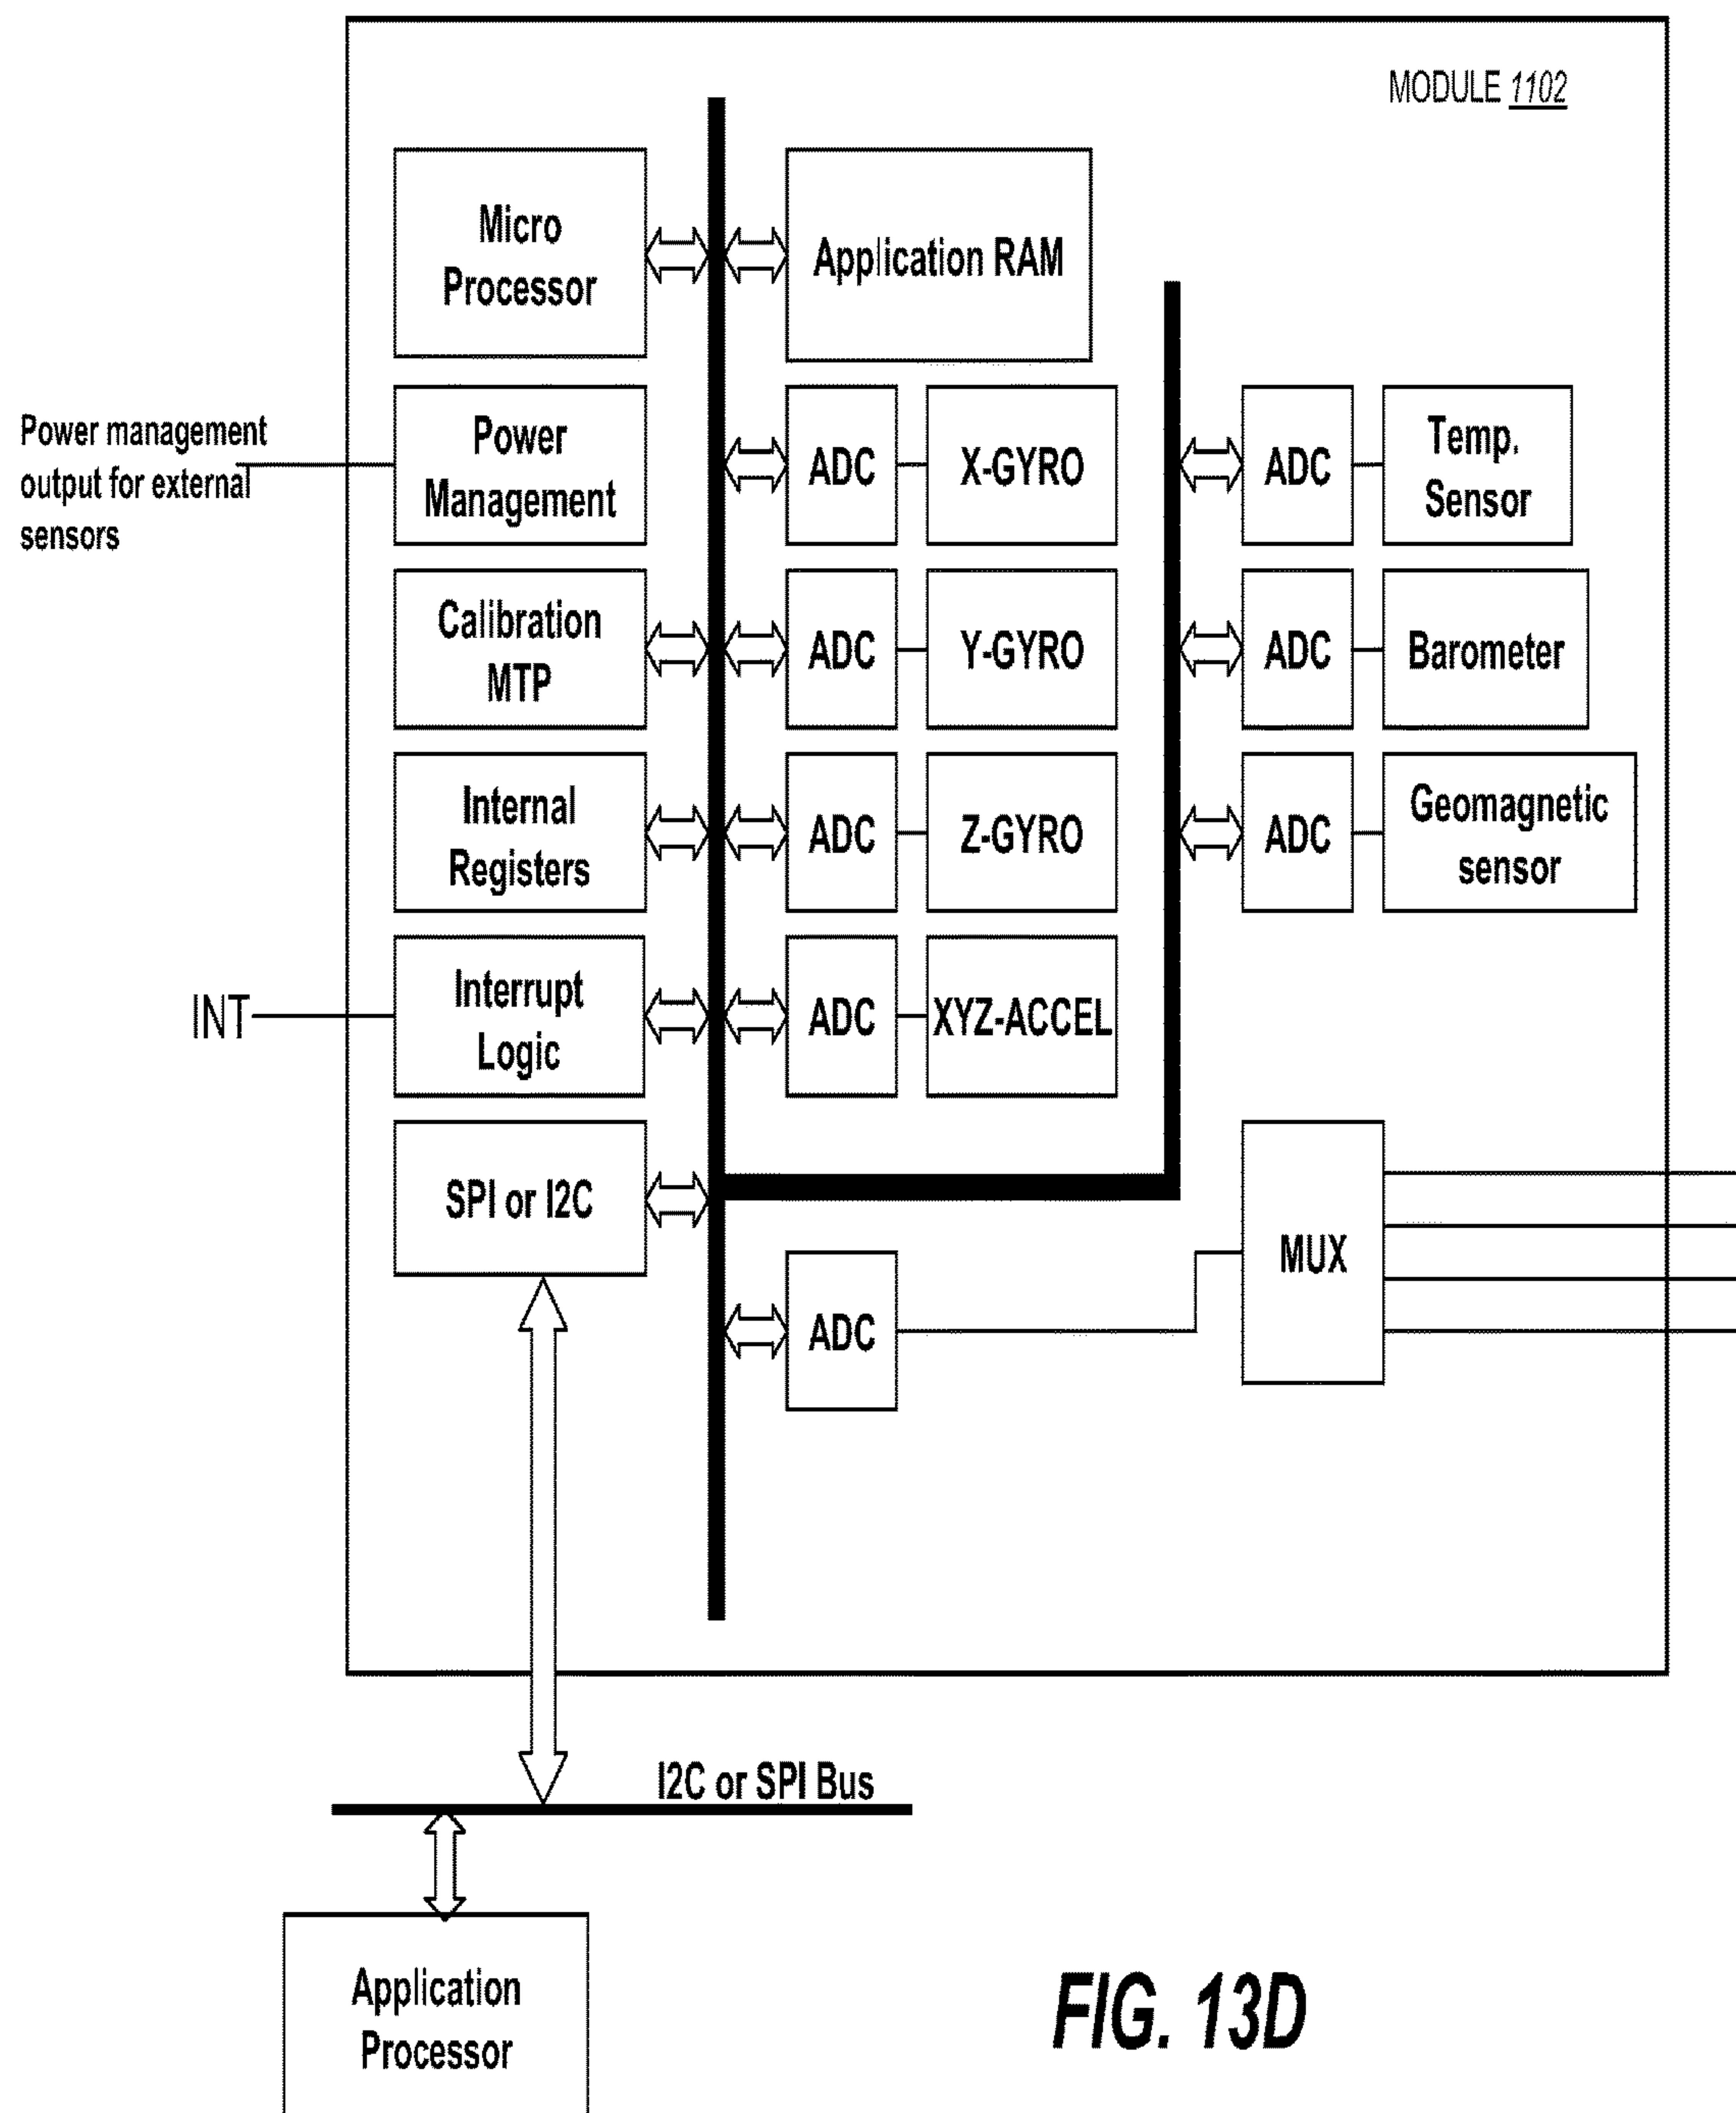 MODULE 1102
Micro
Processor
Application RAM
Power management
output for external
sensors
Power
Management
ADC
X-GYRO
ADC
Temp.
Sensor
Calibration
MTP
ADC
Y-GYRO
ADC
Barometer
Internal
Registers
ADC
Z-GYRO
ADC
Geomagnetic
sensor
INT
Interrupt
Logic
ADC
XYZ-ACCEL
SPI or I2C
MUX
ADC
I2C or SPI Bus
Application
Processor
FIG. 13D